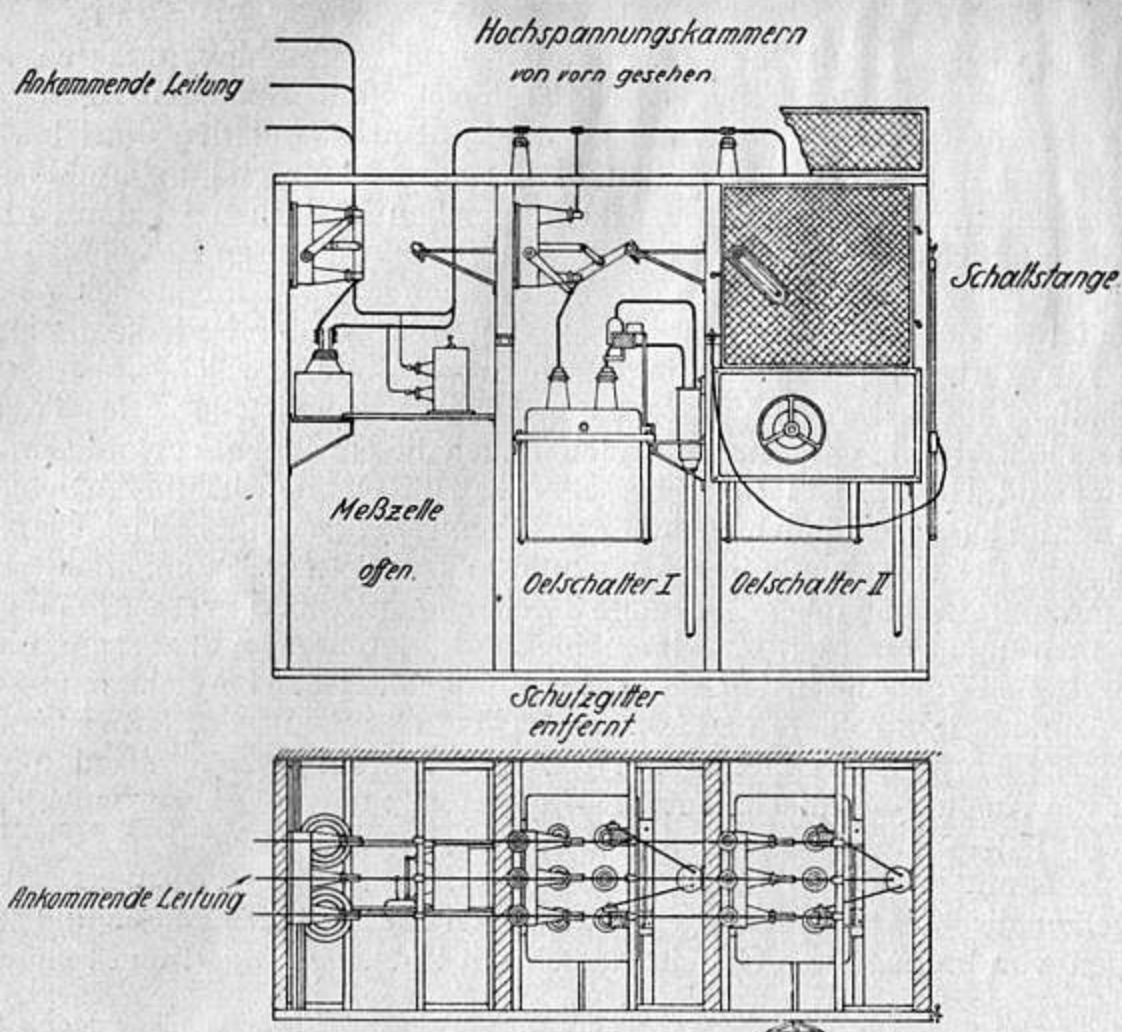 Hochspannungskammern
von vorn gesehen.
Ankommende Leitung
Schaltstange
Meßzelle
offen.
Oelschalter I
Oelschalter II
Schutzgitter
entfernt
Ankommende Leitung